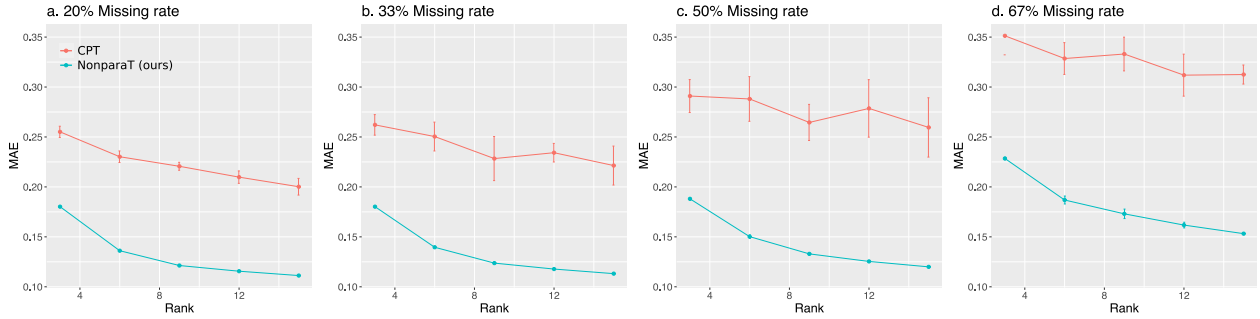 a. 20% Missing rate
0.35
0.30
0.25
0.20
0.15
0.10
MAE
CPT
NonparaT (ours)
4
12
Rank
b. 33% Missing rate
0.35
0.30
0.25
0.20
0.15
0.10
MAE
4
12
Rank
c. 50% Missing rate
0.35
0.30
0.25
0.20
0.15
0.10
MAE
4
12
Rank
d. 67% Missing rate
0.35
0.30
0.25
0.20
0.15
0.10
MAE
4
12
Rank